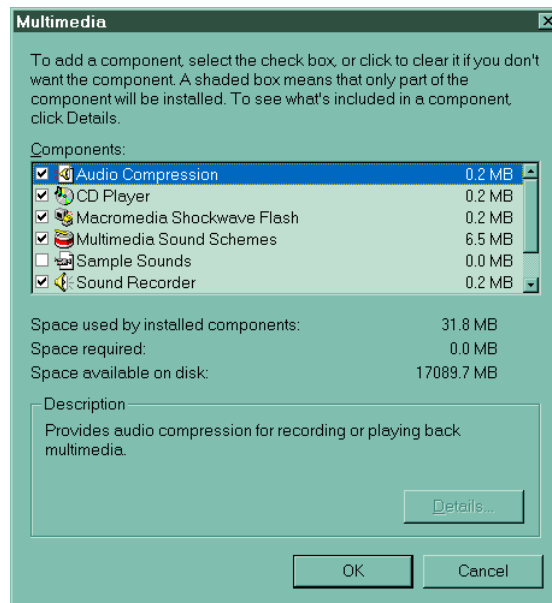 Multimedia
To add a component, select the check box, or click to clear it if you don't
want the component. A shaded box means that only part of the
component will be installed. To see what's included in a component,
click Details.
Components:
Audio Compression 0.2 MB
CD Player 0.2 MB
Macromedia Shockwave Flash 0.2 MB
Multimedia Sound Schemes 6.5 MB
Sample Sounds 0.0 MB
Sound Recorder 0.2 MB
Space used by installed components: 31.8 MB
Space required: 0.0 MB
Space available on disk: 17089.7 MB
Description
Provides audio compression for recording or playing back
multimedia.
Details...
OK Cancel